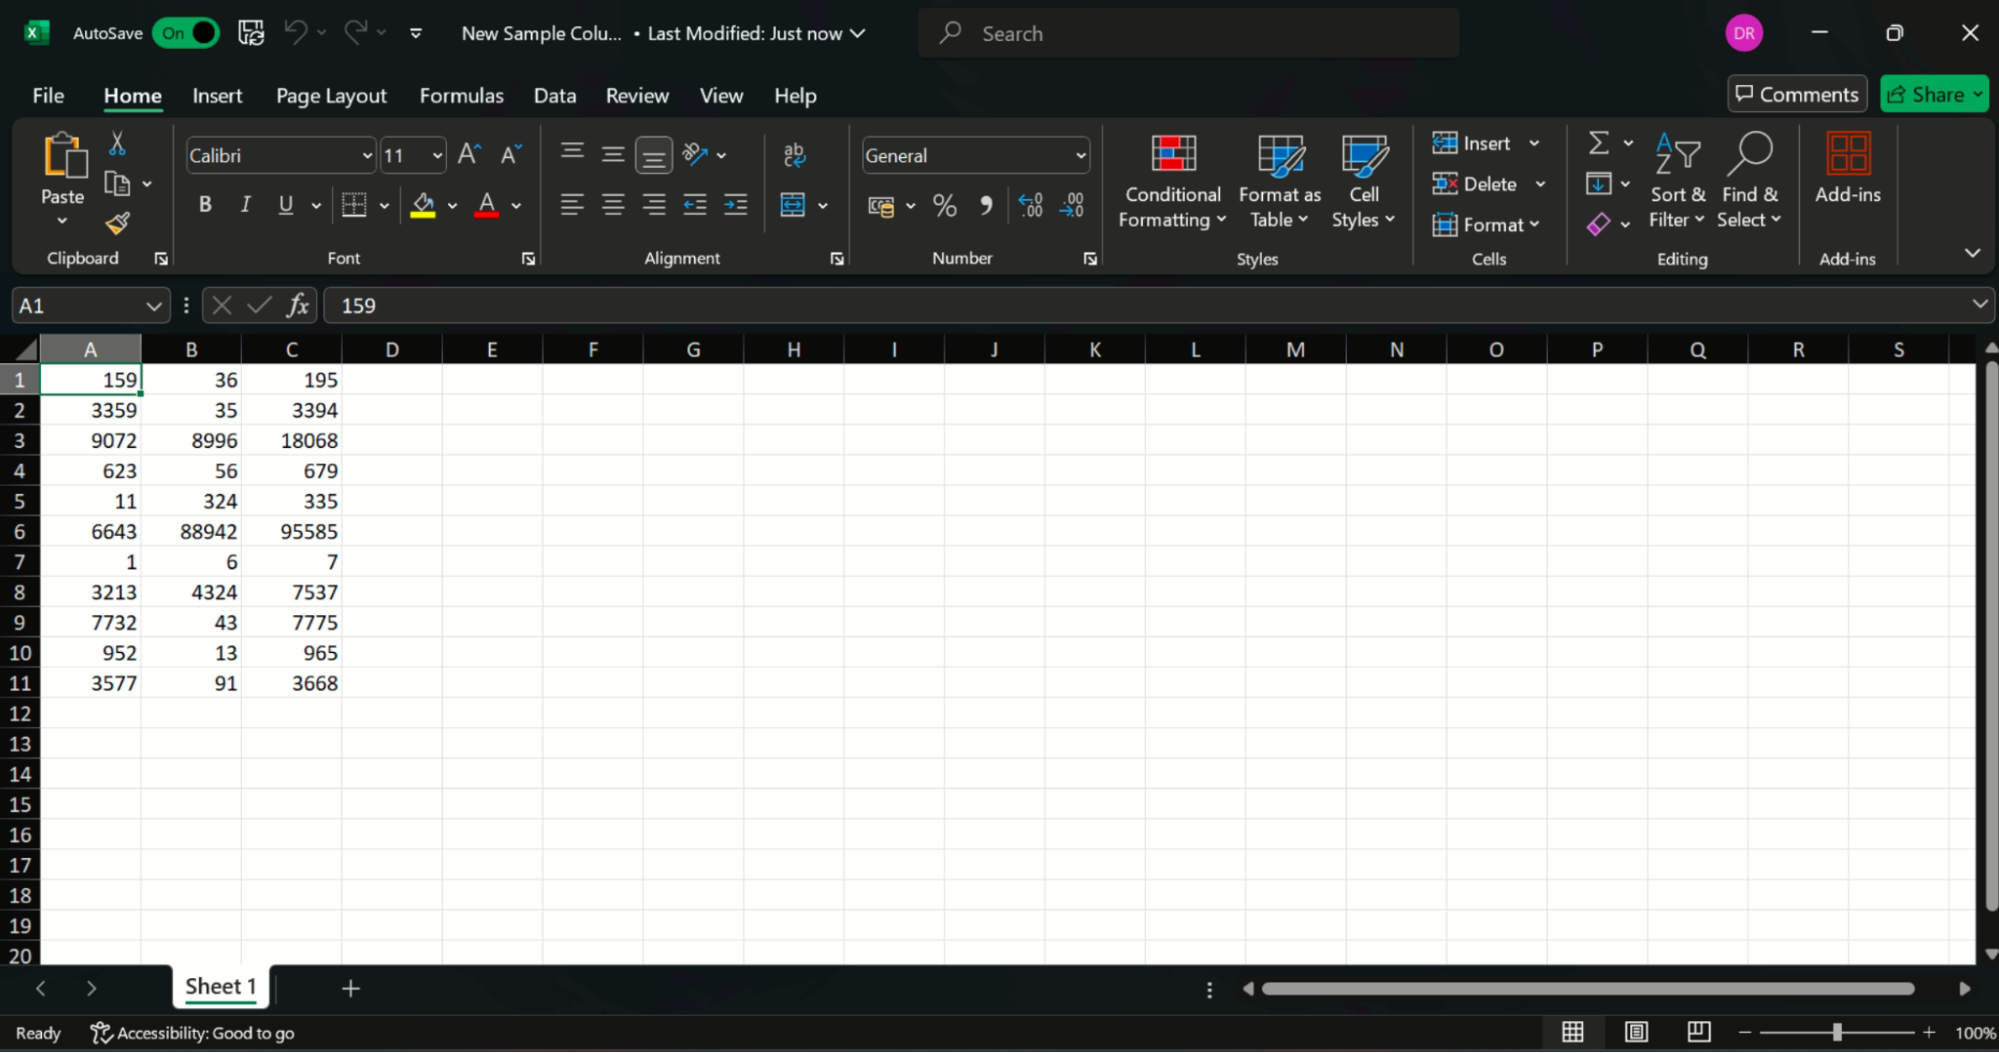 AutoSave On New Sample Colu... • Last Modified: Just now Search DR
File Home Insert Page Layout Formulas Data Review View Help Comments Share
Paste
Clipboard
Calibri 11 A A
B I U A
Font
ab
Alignment
General
% 9 .00 .00
Number
Conditional Formatting
Format as Table
Cell Styles
Styles
Insert
Delete
Format
Cells
Σ
Sort & Filter
Find & Select
Editing
Add-ins
Add-ins
A1 fx 159
A B C D E F G H I J K L M N O P Q R S
1 159 36 195
2 3359 35 3394
3 9072 8996 18068
4 623 56 679
5 11 324 335
6 6643 88942 95585
7 1 6 7
8 3213 4324 7537
9 7732 43 7775
10 952 13 965
11 3577 91 3668
12
13
14
15
16
17
18
19
20
Sheet 1
Ready Accessibility: Good to go 100%